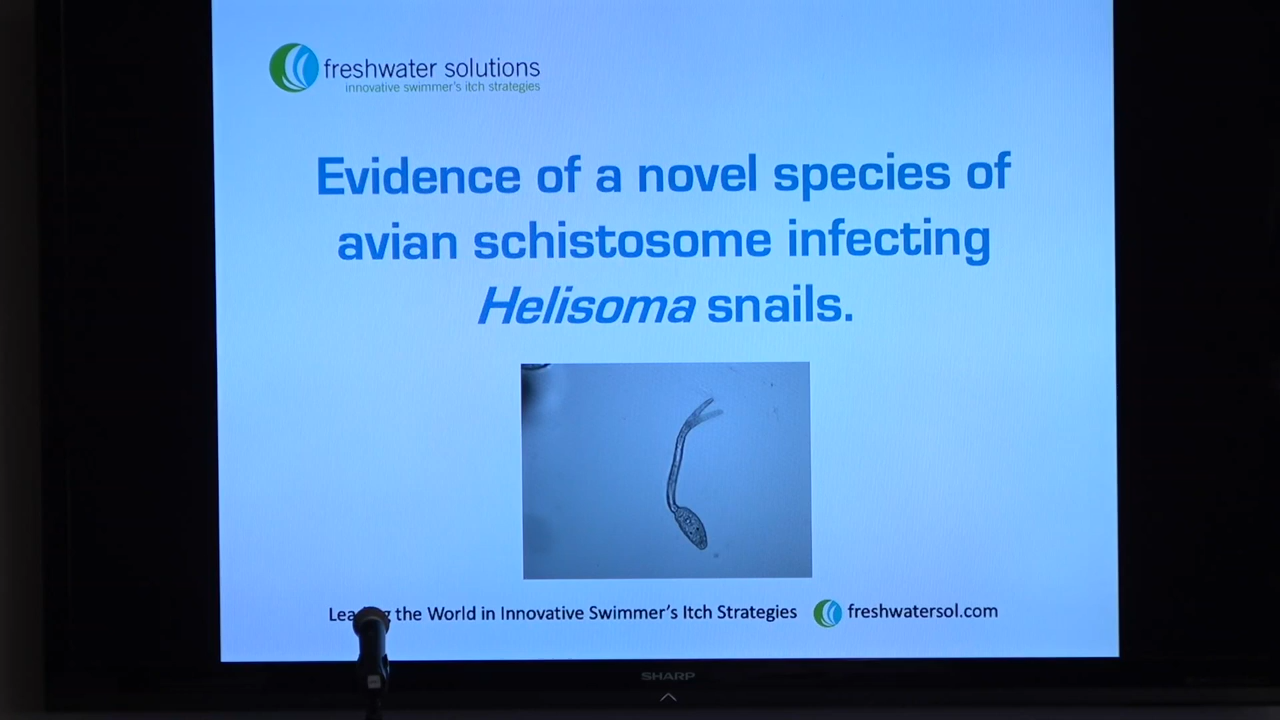 freshwater solutions
innovative swimmer's itch strategies
Evidence of a novel species of
avian schistosome infecting
Helisoma snails.
the World in Innovative Swimmer's Itch Strategies
freshwatersol.com
SHARP